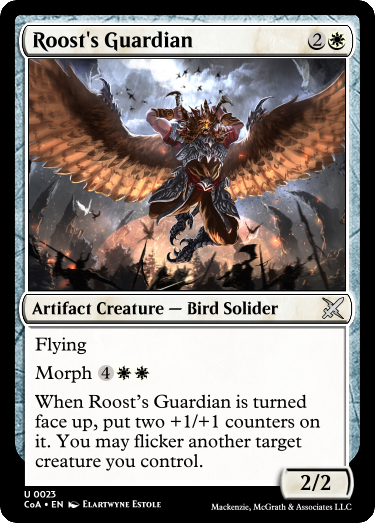 Roost's Guardian 2
Artifact Creature — Bird Solider
Flying
Morph 4
When Roost's Guardian is turned
face up, put two +1/+1 counters on
it. You may flicker another target
creature you control.
2/2
U 0023
CoA • EN Elartwyne Estole
Mackenzie, McGrath & Associates LLC